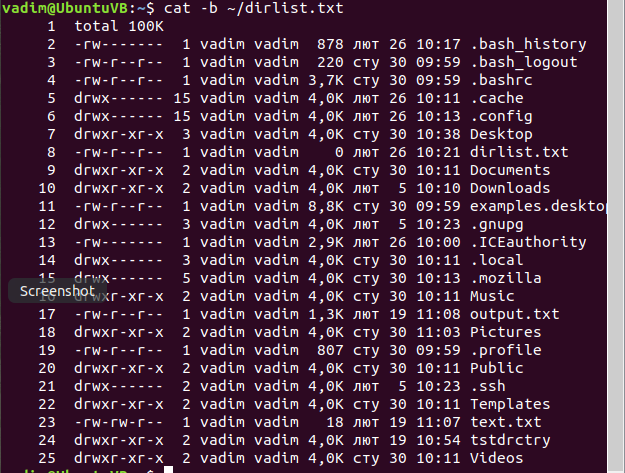 vadim@UbuntuVB:~$ cat -b ~/dirlist.txt
1 total 100K
2 -rw------- 1 vadim vadim 878 лют 26 10:17 .bash_history
3 -rw-r--r-- 1 vadim vadim 220 сту 30 09:59 .bash_logout
4 -rw-r--r-- 1 vadim vadim 3,7K сту 30 09:59 .bashrc
5 drwx------ 15 vadim vadim 4,0K лют 26 10:11 .cache
6 drwx------ 15 vadim vadim 4,0K лют 26 10:13 .config
7 drwxr-xr-x 3 vadim vadim 4,0K сту 30 10:38 Desktop
8 -rw-r--r-- 1 vadim vadim 0 лют 26 10:21 dirlist.txt
9 drwxr-xr-x 2 vadim vadim 4,0K сту 30 10:11 Documents
10 drwxr-xr-x 2 vadim vadim 4,0K лют 5 10:10 Downloads
11 -rw-r--r-- 1 vadim vadim 8,8K сту 30 09:59 examples.desktop
12 drwx------ 3 vadim vadim 4,0K лют 5 10:23 .gnupg
13 -rw------- 1 vadim vadim 2,9K лют 26 10:00 .ICEauthority
14 drwx------ 3 vadim vadim 4,0K сту 30 10:11 .local
15 drwx------ 5 vadim vadim 4,0K сту 30 10:13 .mozilla
Screenshot
16 drwxr-xr-x 2 vadim vadim 4,0K сту 30 10:11 Music
17 -rw-r--r-- 1 vadim vadim 1,3K лют 19 11:08 output.txt
18 drwxr-xr-x 2 vadim vadim 4,0K сту 30 11:03 Pictures
19 -rw-r--r-- 1 vadim vadim 807 сту 30 09:59 .profile
20 drwxr-xr-x 2 vadim vadim 4,0K сту 30 10:11 Public
21 drwx------ 2 vadim vadim 4,0K лют 5 10:23 .ssh
22 drwxr-xr-x 2 vadim vadim 4,0K сту 30 10:11 Templates
23 -rw-rw-r-- 1 vadim vadim 18 лют 19 11:07 text.txt
24 drwxr-xr-x 2 vadim vadim 4,0K лют 19 10:54 tstdrctry
25 drwxr-xr-x 2 vadim vadim 4,0K сту 30 10:11 Videos
vadim@UbuntuVB:~$